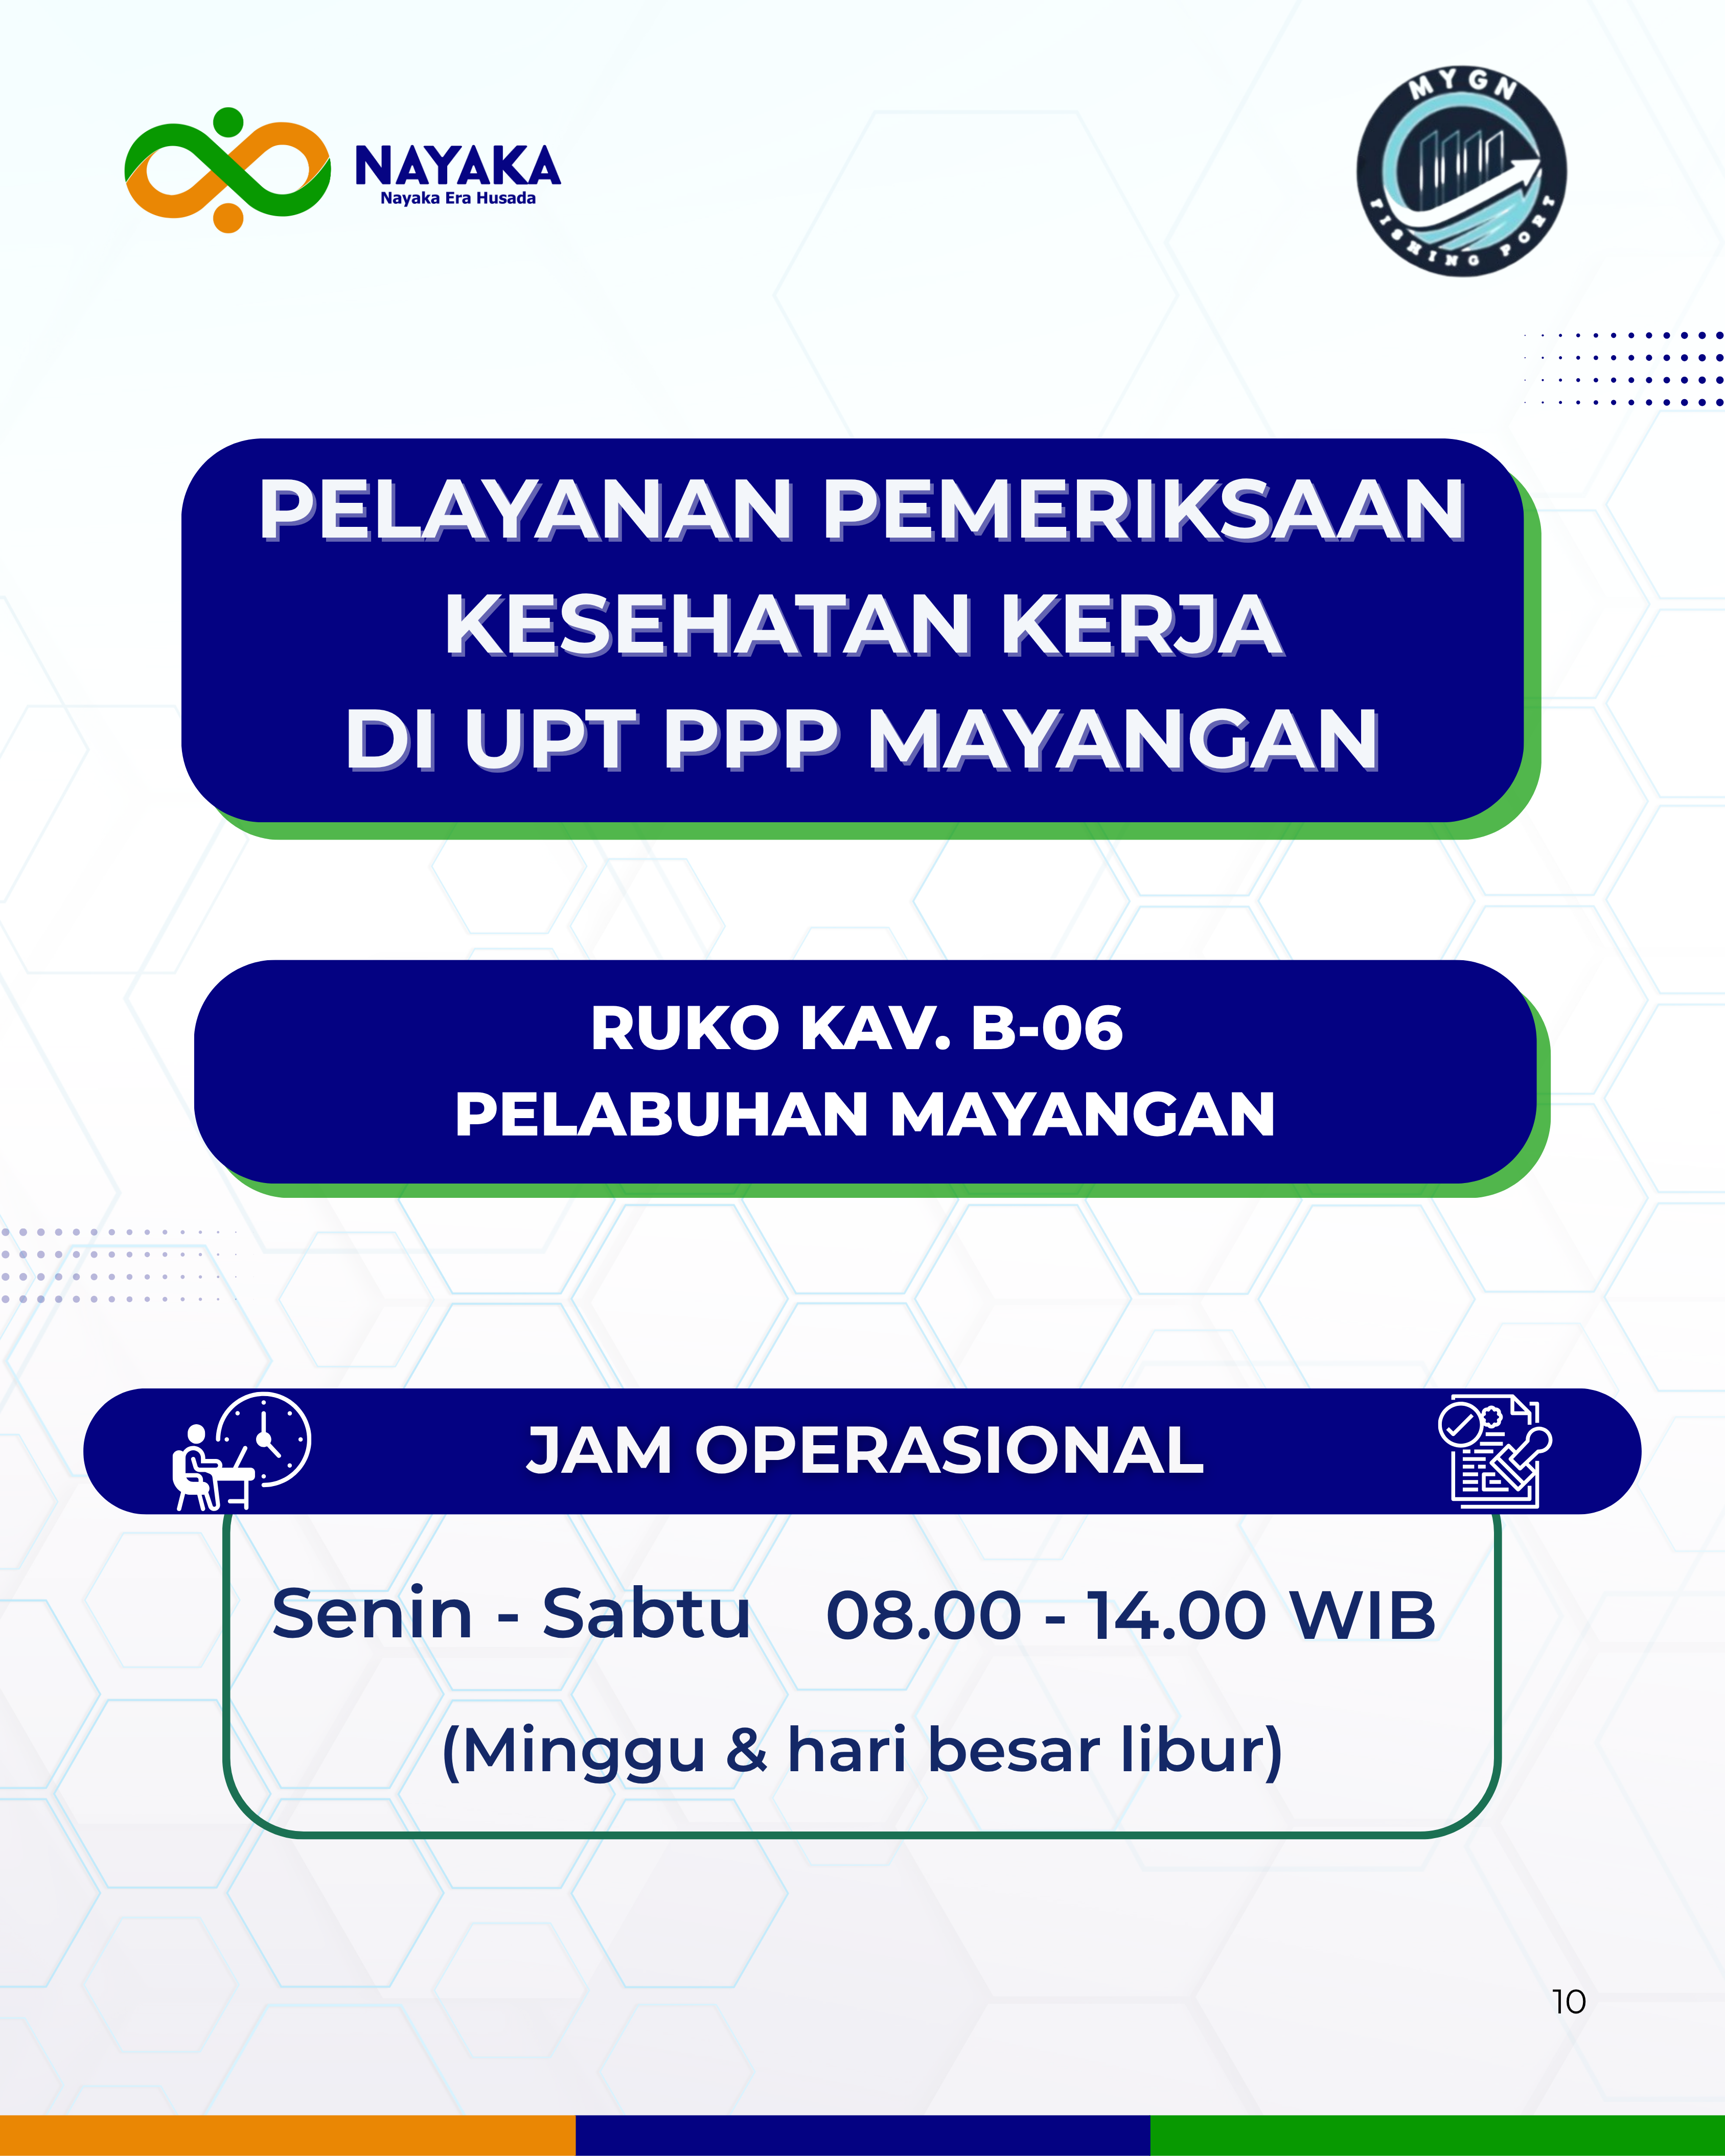 NAYAKA
Nayaka Era Husada
MYGN
FISHING PORT
PELAYANAN PEMERIKSAAN
KESEHATAN KERJA
DI UPT PPP MAYANGAN
RUKO KAV. B-06
PELABUHAN MAYANGAN
JAM OPERASIONAL
Senin - Sabtu 08.00 - 14.00 WIB
(Minggu & hari besar libur)
10